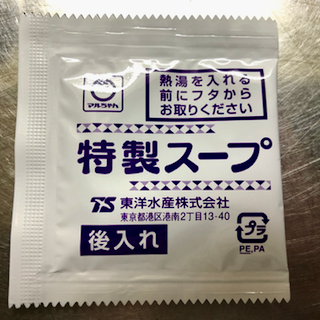 マルちゃん
熱湯を入れる
前にフタから
お取りください
特製スープ
TS 東洋水産株式会社
東京都港区港南2丁目13-40
後入れ
プラ
PE,PA